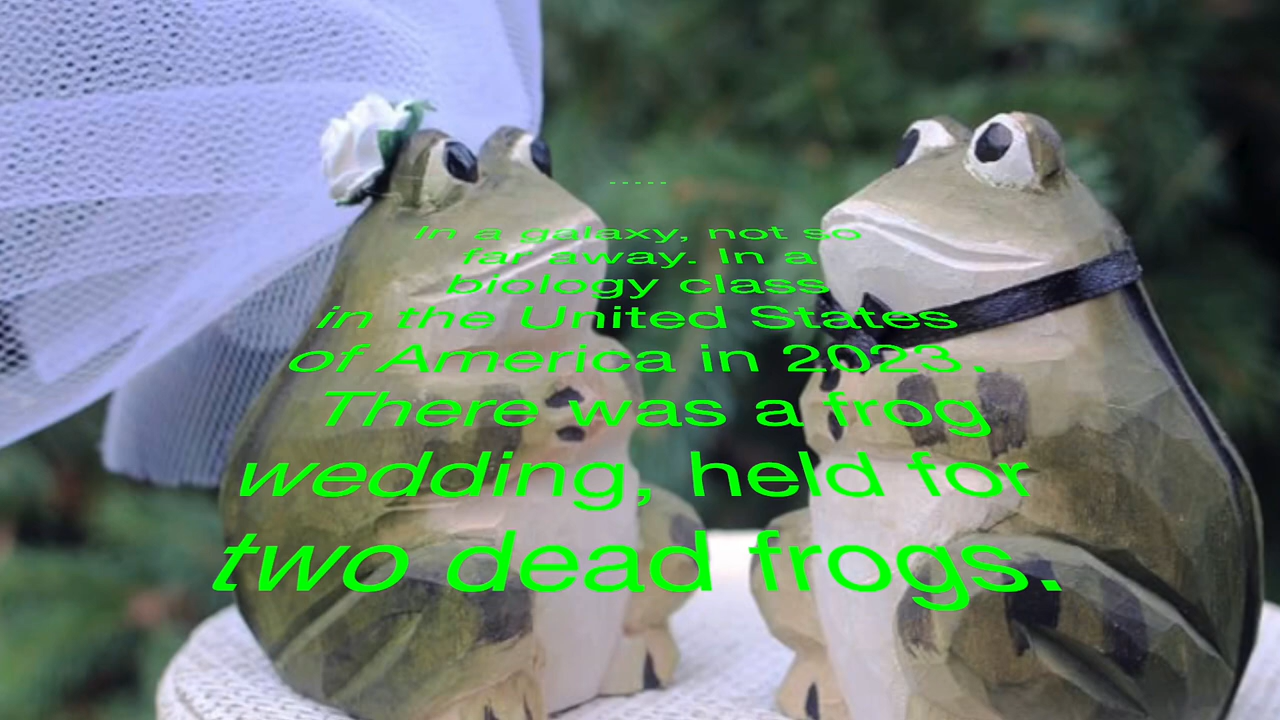 -----
In a galaxy, not so
far away. In a
biology class
in the United States
of America in 2023.
There was a frog
wedding, held for
two dead frogs.